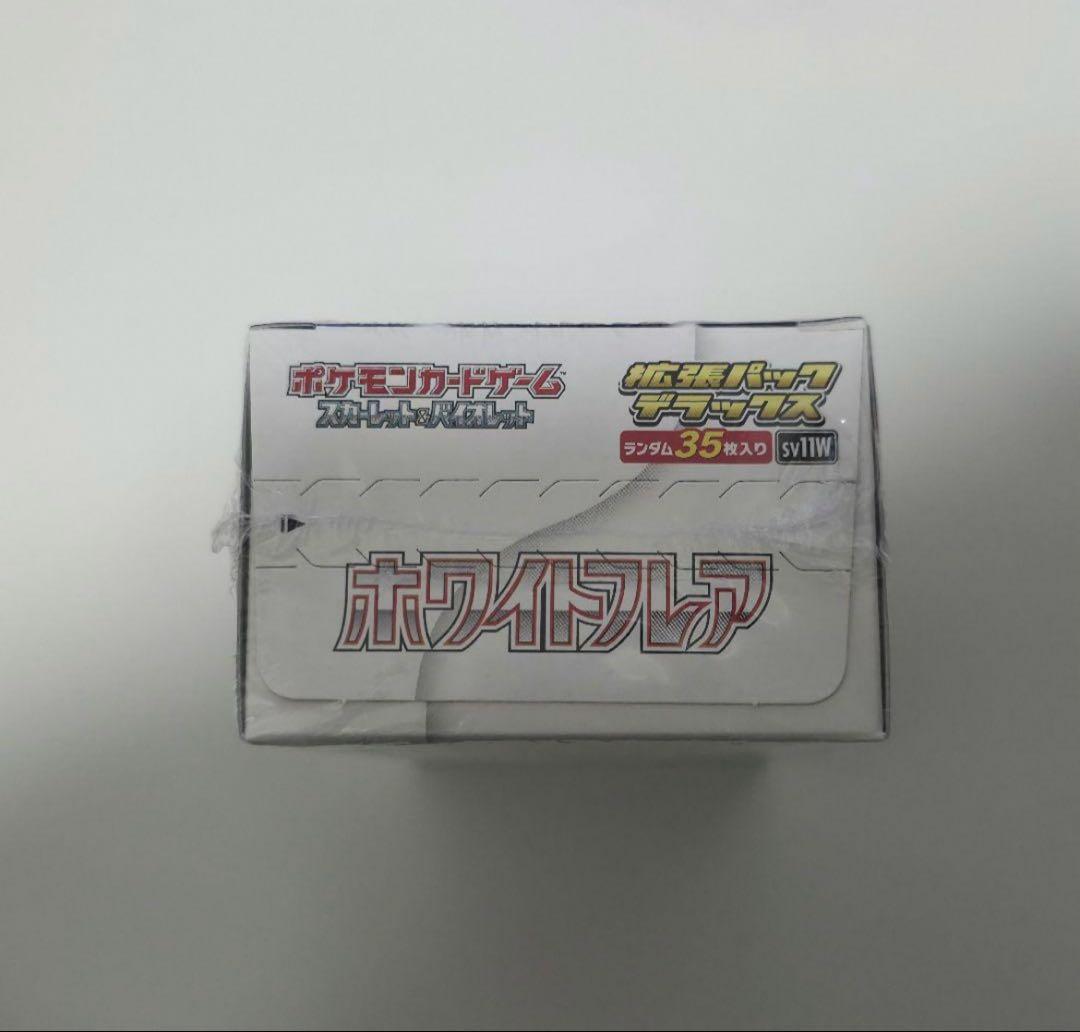 ポケモンカードゲーム™
スカーレット&バイオレット
拡張パック
デラックス
ランダム35枚入り
SV11W
ホワイトフレア